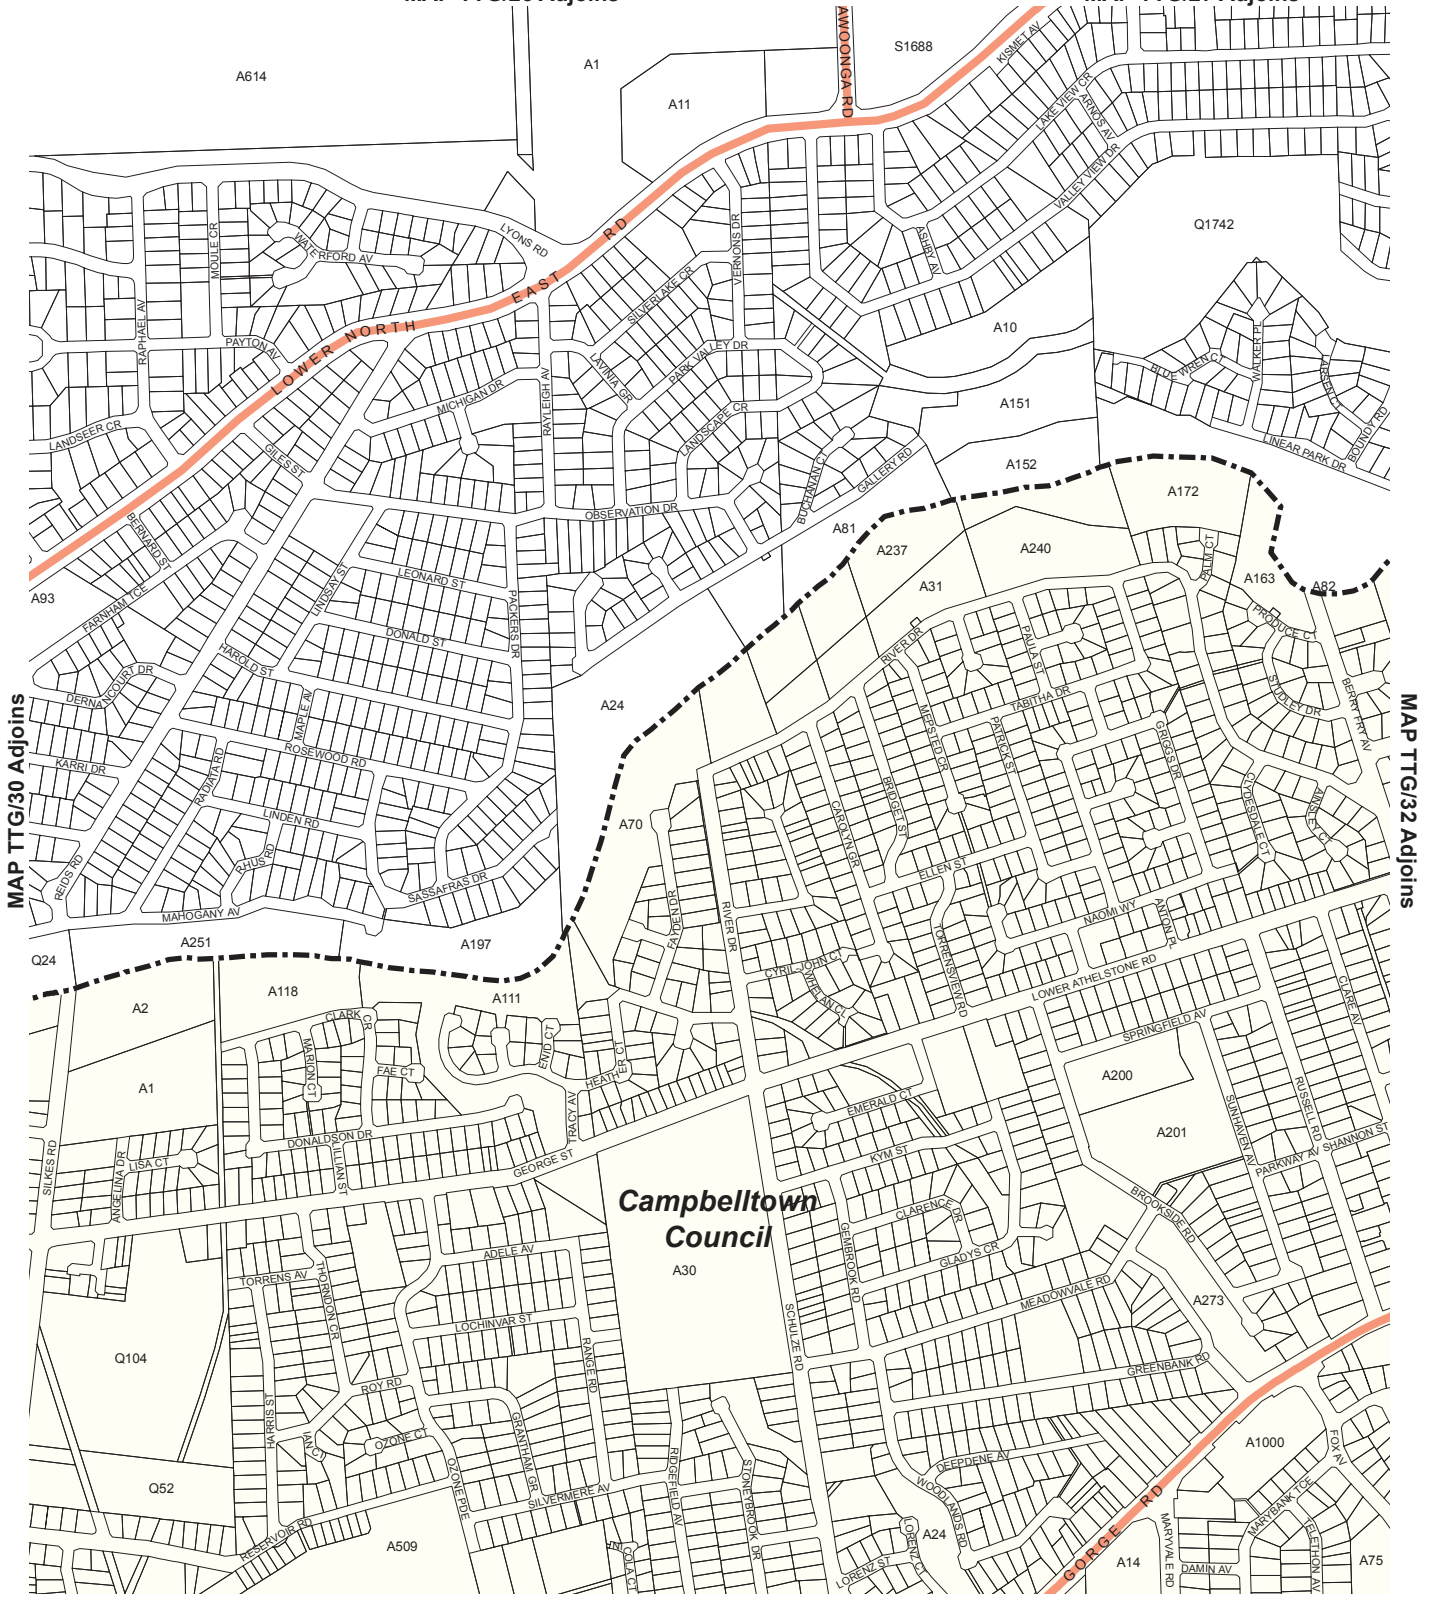 A614
A1
A11
AWOONGA RD
S1688
KISMET AV
LAKE VIEW CR
ARNOS AV
VALLEY VIEW DR
Q1742
ASHBY AV
VERNONS DR
LYONS RD
MOULE CR
WATERFORD AV
RAPHAEL AV
PAYTON AV
LOWER NORTH EAST RD
SILVERLAKE CR
LAVINIA GR
PARK VALLEY DR
A10
WALKER PL
BLUE WREN C
LARSEN CT
BOUNDY RD
LINEAR PARK DR
MICHIGAN DR
RAYLEIGH AV
LANDSCAPE CR
A151
A152
LANDSEER CR
GILES ST
BUCHANAN CT
GALLERY RD
OBSERVATION DR
A81
A172
A237
A240
A31
PALM CT
A163
A82
PRODUCE CT
BERNARD ST
A93
FARNHAM TCE
LINDSAY ST
LEONARD ST
PACKERS DR
DONALD ST
HAROLD ST
RIVER DR
PAULA ST
STUDLEY DR
BERRY FRY AV
DERNANCOURT DR
MAPLE AV
A24
TABITHA DR
MEPSTED CR
PATRICK ST
GRIGGS DR
MAP TTG/30 Adjoins
MAP TTG/32 Adjoins
KARRI DR
RADIATA RD
ROSEWOOD RD
LINDEN RD
RHUS RD
REIDS RD
SASSAFRAS DR
MAHOGANY AV
A70
CAROLYN GR
BRIDGET ST
CLYDESDALE CT
AINSLEY CT
ELLEN ST
FAYDEN DR
RIVER DR
NAOMI WY
ANTON PL
TORRENSVIEW RD
Q24
A251
A197
CYRIL-JOHN CT
WHELAN CL
LOWER ATHELSTONE RD
CLARE AV
A2
A118
A111
CLARK CR
SPRINGFIELD AV
MARION CT
FAE CT
ENID CT
HEATHER CT
A1
TRACY AV
EMERALD CT
A200
A201
SUNHAVEN AV
RUSSELL RD
SHANNON ST
PARKWAY AV
DONALDSON DR
GEORGE ST
KYM ST
SILKES RD
LISA CT
ANGELINA DR
LILLIAN ST
Campbelltown
Council
A30
CLARENCE DR
GLADYS CR
GEMBROOK RD
BROOKSIDE RD
MEADOWVALE RD
A273
ADELE AV
TORRENS AV
THORNDON CR
LOCHINVAR ST
RANGE RD
SCHULZE RD
GREENBANK RD
Q104
ROY RD
HARRIS ST
IAN CT
OZONE CT
GRANTHAM GR
OZONE PDE
SILVERMERE AV
RIDGEFIELD AV
STONEYBROOK DR
DEEPDENE AV
WOODLANDS RD
A1000
FOX AV
MARYBANK TCE
TELETHON AV
Q52
RESERVOIR RD
A509
COLA CT
A24
LORENZ CT
LORENZ ST
GORGE RD
A14
MARYVALE RD
DAMIN AV
A75